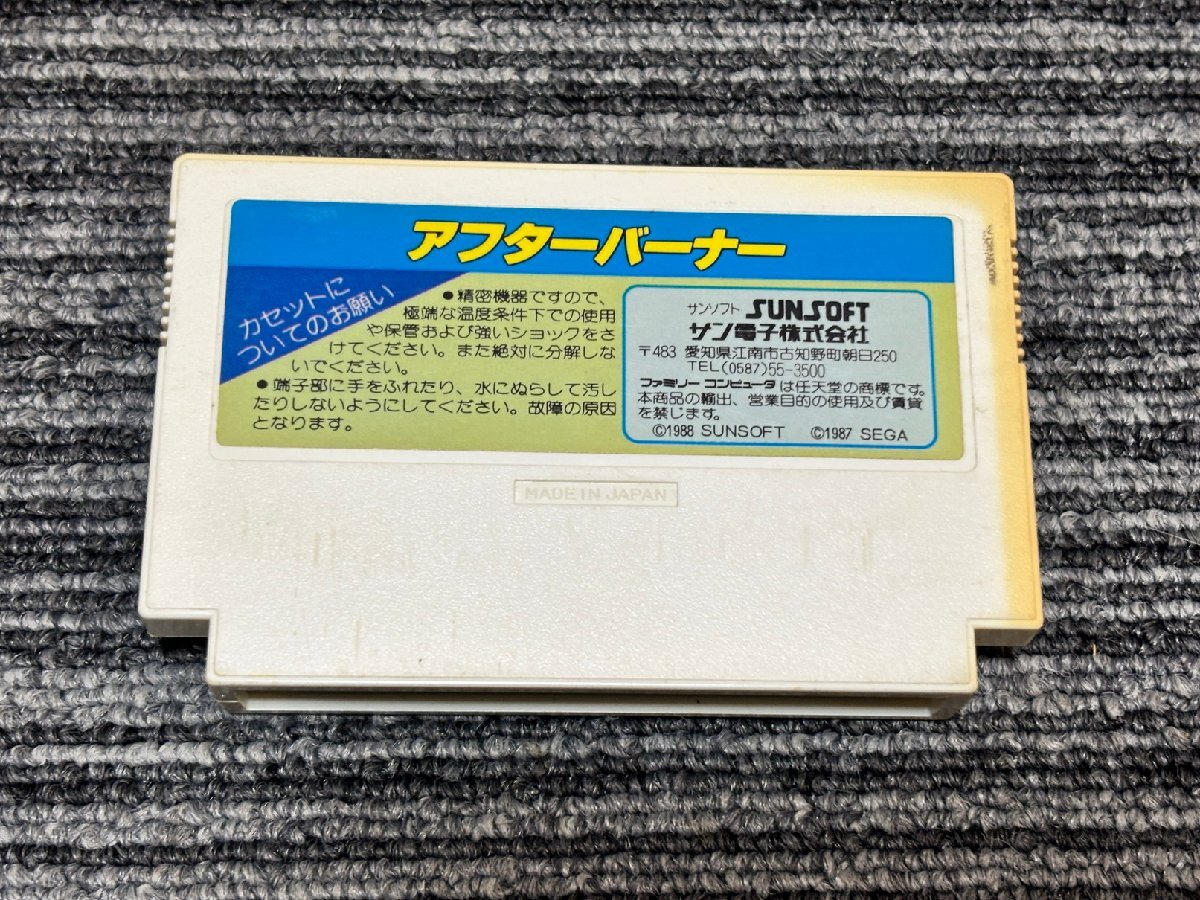 アフターバーナー
カセットに
ついてのお願い
●精密機器ですので、
極端な温度条件下での使用
や保管および強いショックをさ
けてください。また絶対に分解しな
いでください。
●端子部に手をふれたり、水にぬらして汚し
たりしないようにしてください。故障の原因
となります。
サンソフト SUNSOFT
サン電子株式会社
〒483 愛知県江南市古知野町朝日250
TEL(0587)55-3500
ファミリーコンピュータは任天堂の商標です。
本商品の輸出、営業目的の使用及び賃貸
を禁じます。
©1988 SUNSOFT ©1987 SEGA
MADE IN JAPAN